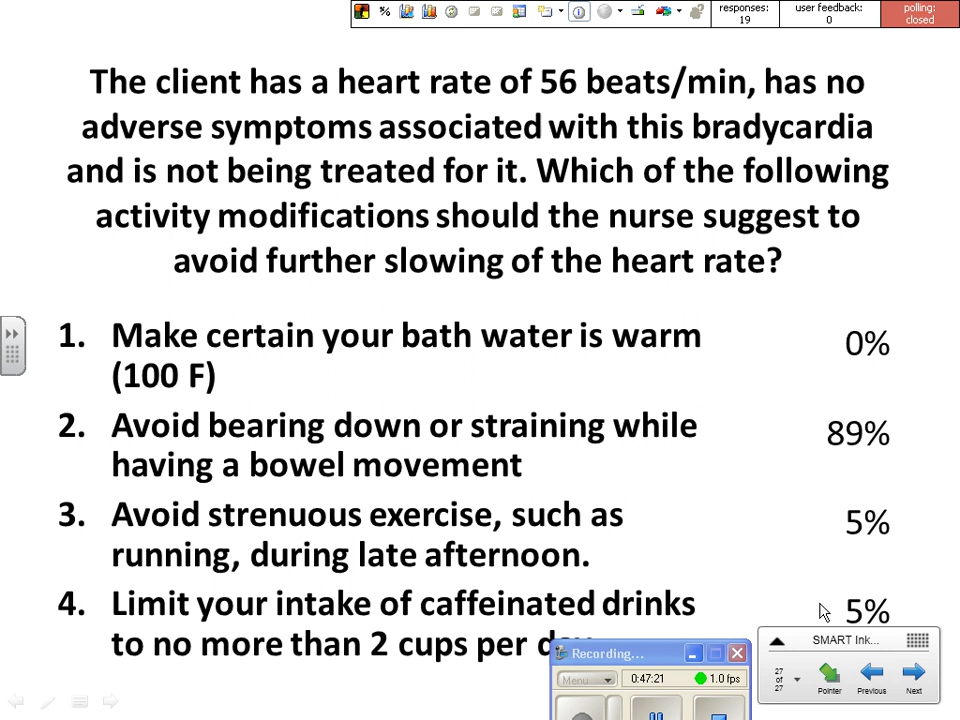 responses:
19
user feedback:
0
polling:
closed
%
The client has a heart rate of 56 beats/min, has no
adverse symptoms associated with this bradycardia
and is not being treated for it. Which of the following
activity modifications should the nurse suggest to
avoid further slowing of the heart rate?
1. Make certain your bath water is warm
(100 F)
0%
2. Avoid bearing down or straining while
having a bowel movement
89%
3. Avoid strenuous exercise, such as
running, during late afternoon.
5%
4. Limit your intake of caffeinated drinks
to no more than 2 cups per
5%
Recording...
Menu
0:47:21
1.0 fps
SMART Ink...
27
of
27
Pointer
Previous
Next